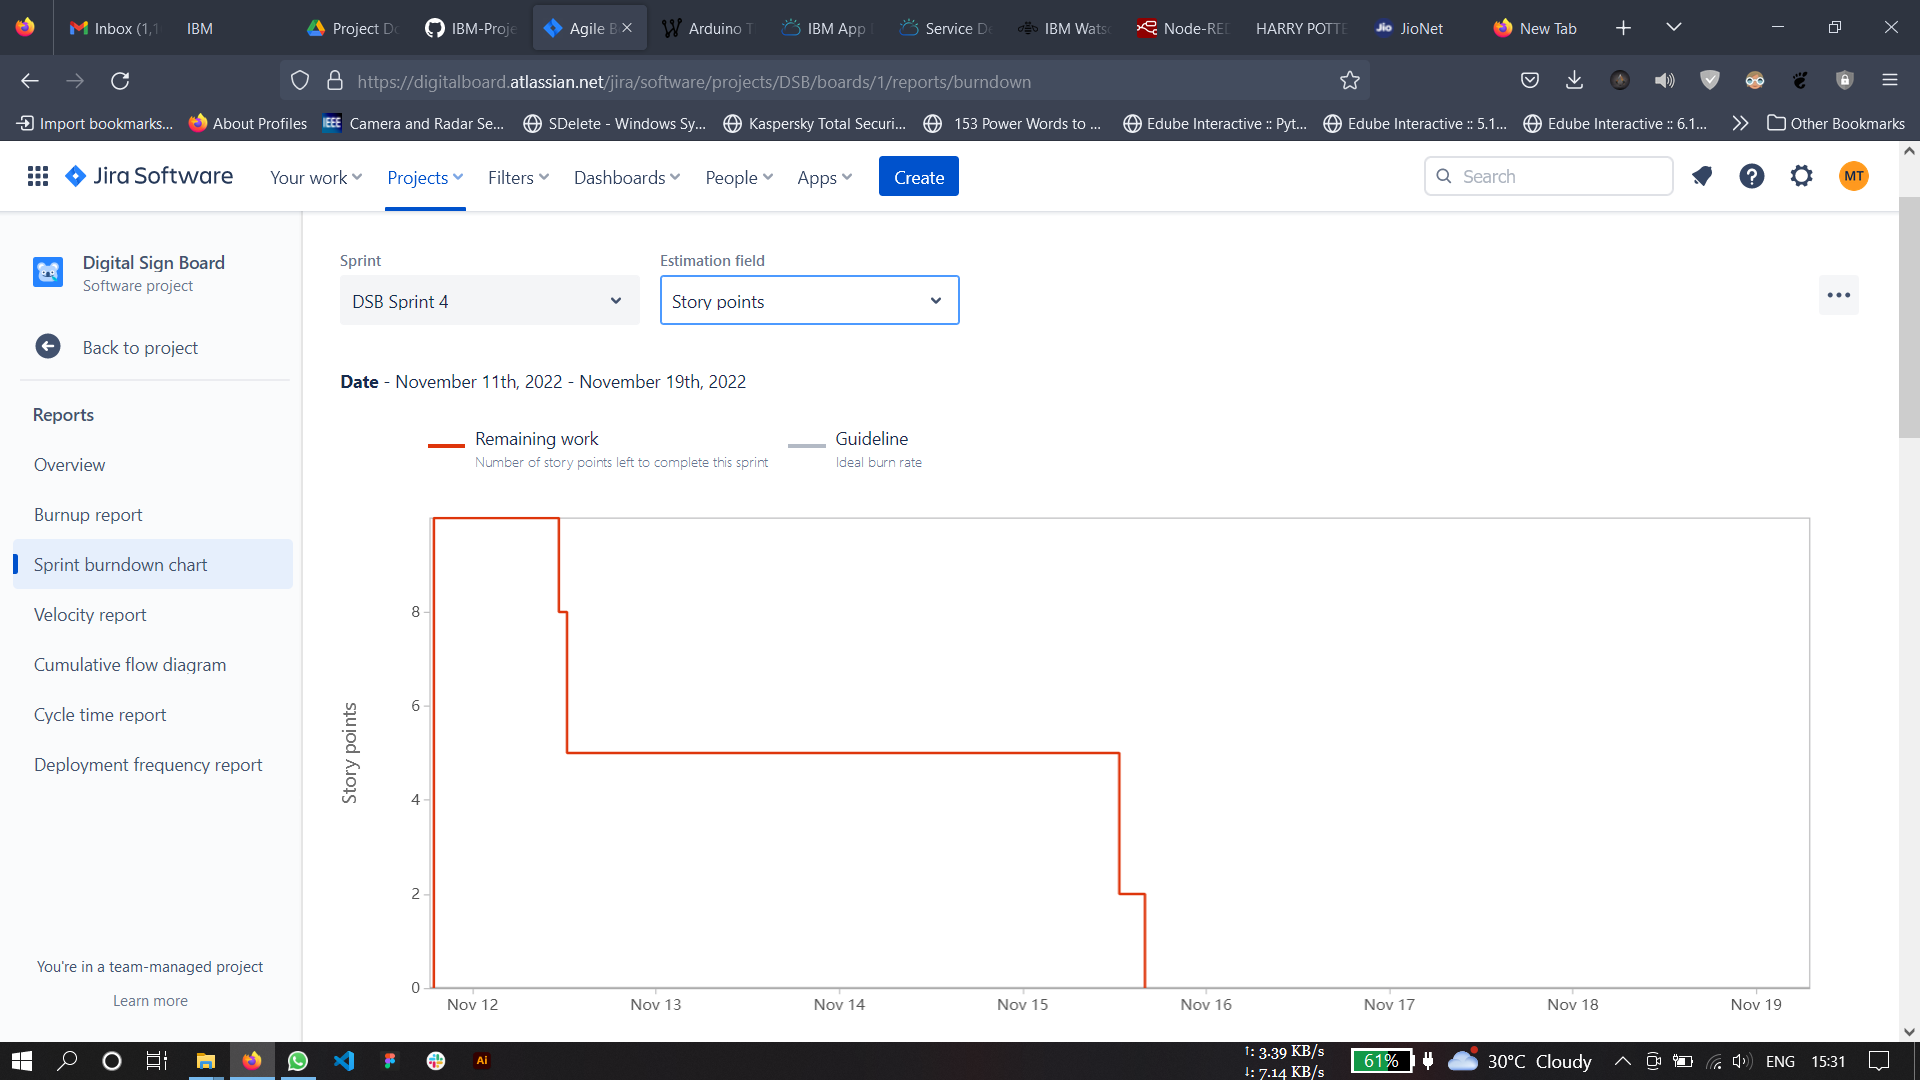 Inbox (1,1
IBM
Project De
IBM-Proje
Agile B
Arduino T
IBM App
Service De
IBM Wats
Node-RED
HARRY POTTE
JioNet
New Tab
https://digitalboard.atlassian.net/jira/software/projects/DSB/boards/1/reports/burndown
Import bookmarks...
About Profiles
IEEE
Camera and Radar Se...
SDelete - Windows Sy...
Kaspersky Total Securi...
153 Power Words to ...
Edube Interactive :: Pyt...
Edube Interactive :: 5.1...
Edube Interactive :: 6.1...
Other Bookmarks
Jira Software
Your work
Projects
Filters
Dashboards
People
Apps
Create
Search
MT
Digital Sign Board
Software project
Back to project
Reports
Overview
Burnup report
Sprint burndown chart
Velocity report
Cumulative flow diagram
Cycle time report
Deployment frequency report
You're in a team-managed project
Learn more
Sprint
DSB Sprint 4
Estimation field
Story points
Date - November 11th, 2022 - November 19th, 2022
Remaining work
Number of story points left to complete this sprint
Guideline
Ideal burn rate
Story points
8
6
4
2
0
Nov 12
Nov 13
Nov 14
Nov 15
Nov 16
Nov 17
Nov 18
Nov 19
Ai
↑: 3.39 KB/s
↓: 7.14 KB/s
61%
30°C Cloudy
ENG
15:31